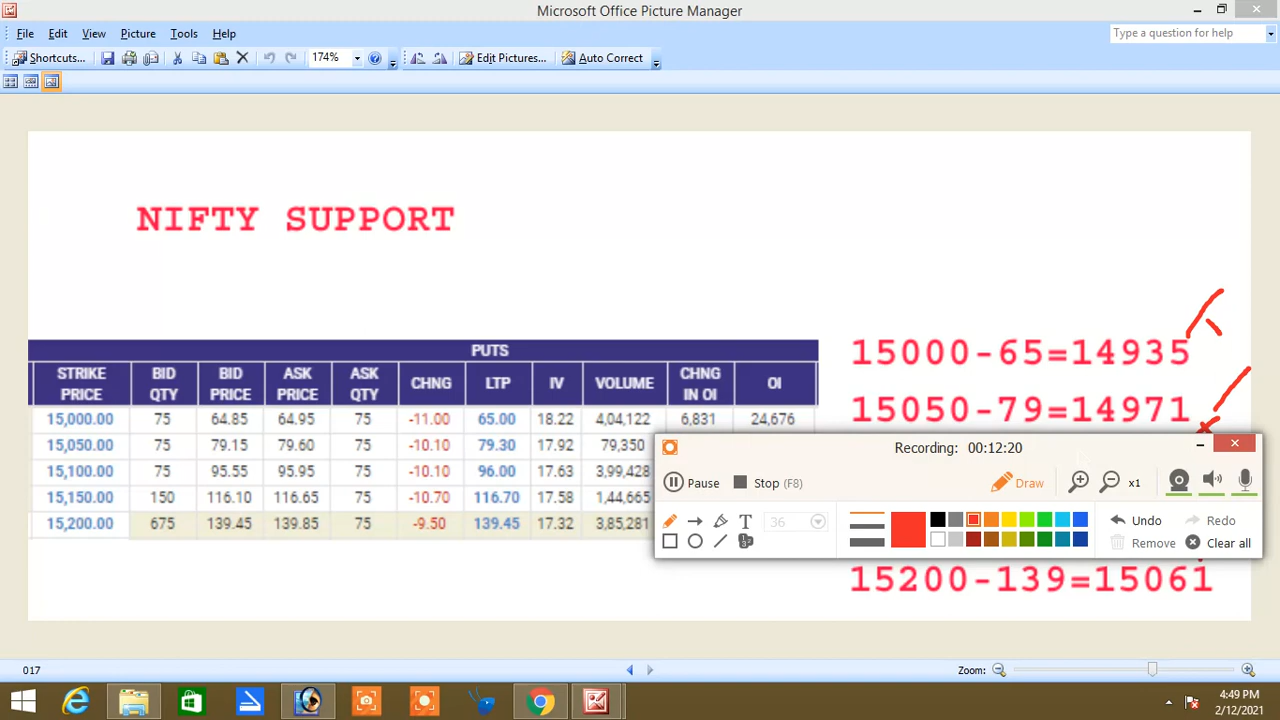 Microsoft Office Picture Manager
File Edit View Picture Tools Help
Type a question for help
Shortcuts... 174% Edit Pictures... Auto Correct
NIFTY SUPPORT
PUTS
STRIKE PRICE BID QTY BID PRICE ASK PRICE ASK QTY CHNG LTP IV VOLUME CHNG IN OI OI
15,000.00 75 64.85 64.95 75 -11.00 65.00 18.22 4,04,122 6,831 24,676
15,050.00 75 79.15 79.60 75 -10.10 79.30 17.92 79,350
15,100.00 75 95.55 95.95 75 -10.10 96.00 17.63 3,99,428
15,150.00 150 116.10 116.65 75 -10.70 116.70 17.58 1,44,665
15,200.00 675 139.45 139.85 75 -9.50 139.45 17.32 3,85,281
15000-65=14935
15050-79=14971
15200-139=15061
Recording: 00:12:20
Pause Stop (F8) Draw x1
T 36 Undo Redo
Remove Clear all
017
Zoom:
4:49 PM
2/12/2021